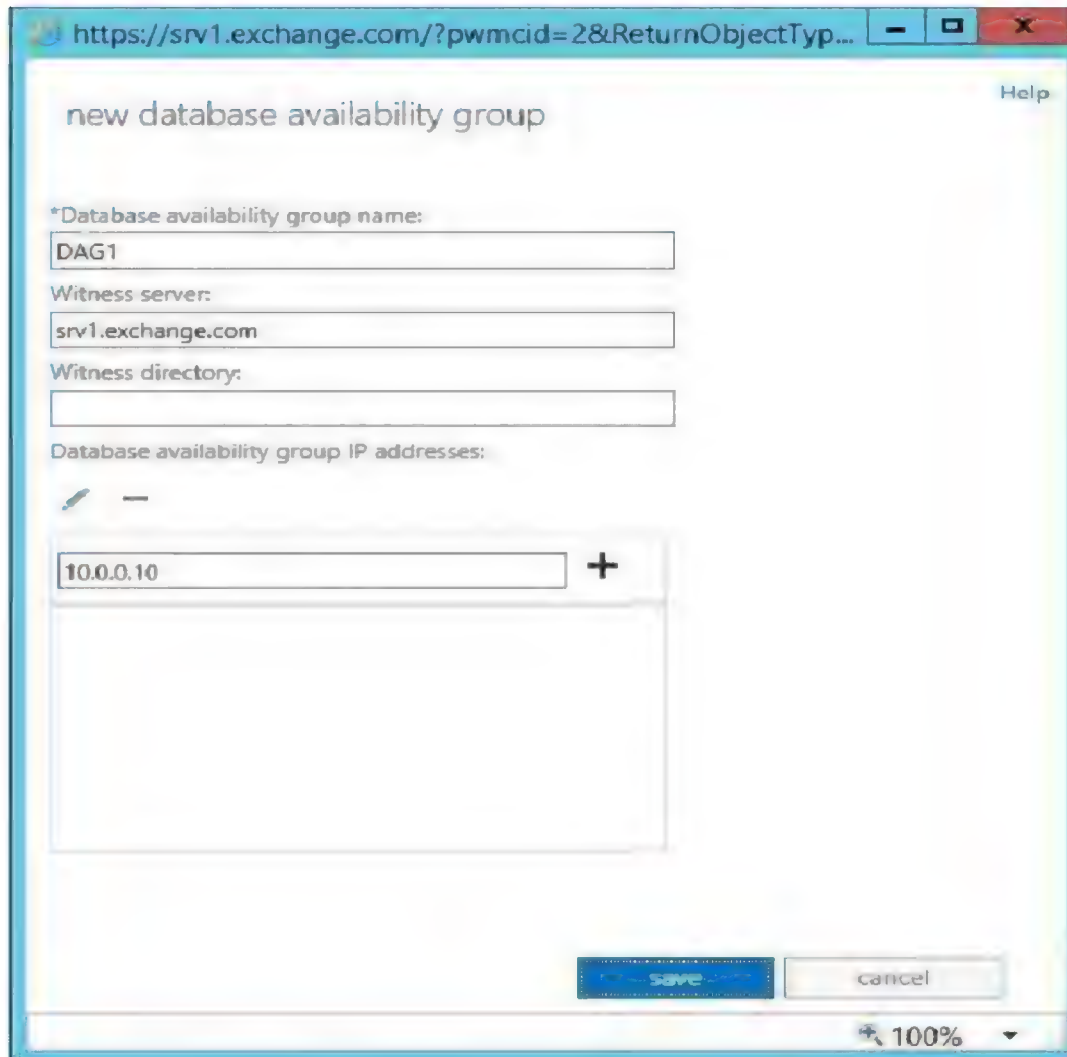 https://srv1.exchange.com/?pwmcid=2&ReturnObjectTyp...
Help
new database availability group
*Database availability group name:
DAG1
Witness server:
srv1.exchange.com
Witness directory:
Database availability group IP addresses:
10.0.0.10
save
cancel
100%